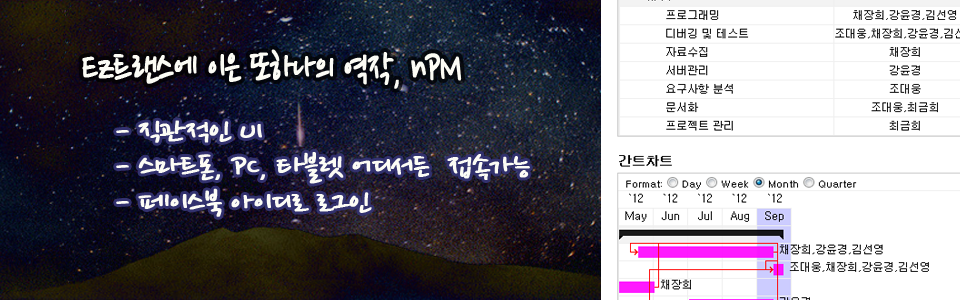 EZ트랜스에 이은 또하나의 역작, NPM
- 직관적인 UI
- 스마트폰, PC, 타블렛 어디서든 접속가능
- 페이스북 아이디로 로그인
프로그래밍 채장희,강윤경,김선영
디버깅 및 테스트 조대웅,채장희,강윤경,김선
자료수집 채장희
서버관리 강윤경
요구사항 분석 조대웅
문서화 조대웅,최금희
프로젝트 관리 최금희
간트차트
Format: Day Week Month Quarter
`12 `12 `12 `12 `12
May Jun Jul Aug Sep
채장희,강윤경,김선영
조대웅,채장희,강윤경,김선영
채장희